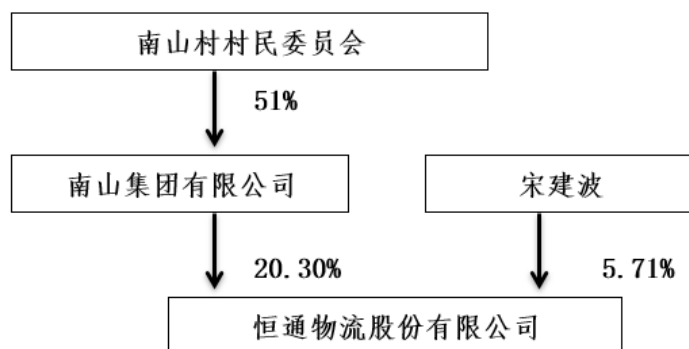 南山村村民委员会
51%
南山集团有限公司
宋建波
20.30%
5.71%
恒通物流股份有限公司